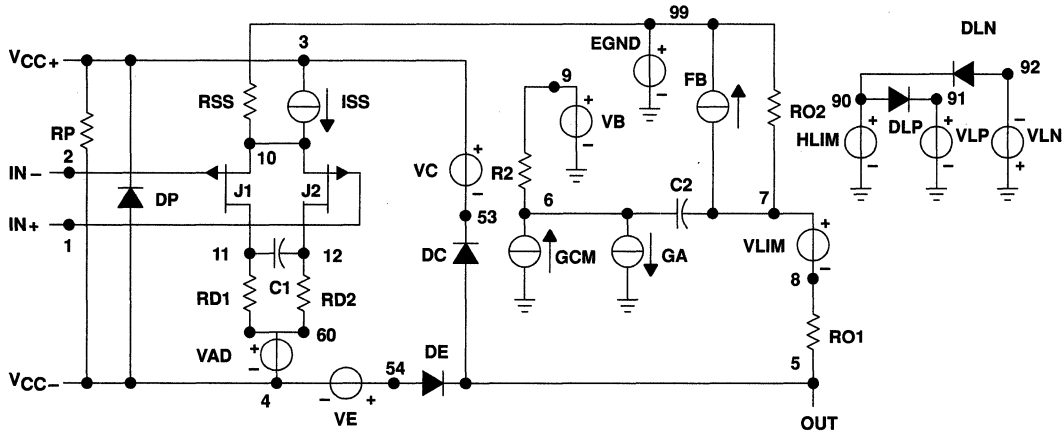 99
DLN
3
EGND
+
92
VCC+
9
FB
+
−
RSS
ISS
90
91
RP
+
VB
−
RO2
DLP
+
HLIM
−
+
VLP
−
−
VLN
+
2
10
+
VC
−
R2
IN −
J1
J2
C2
DP
6
7
53
IN +
1
+
VLIM
−
DC
GCM
GA
11
12
C1
8
RD1
RD2
RO1
60
VAD
+
−
DE
5
54
VCC−
4
−
+
VE
OUT